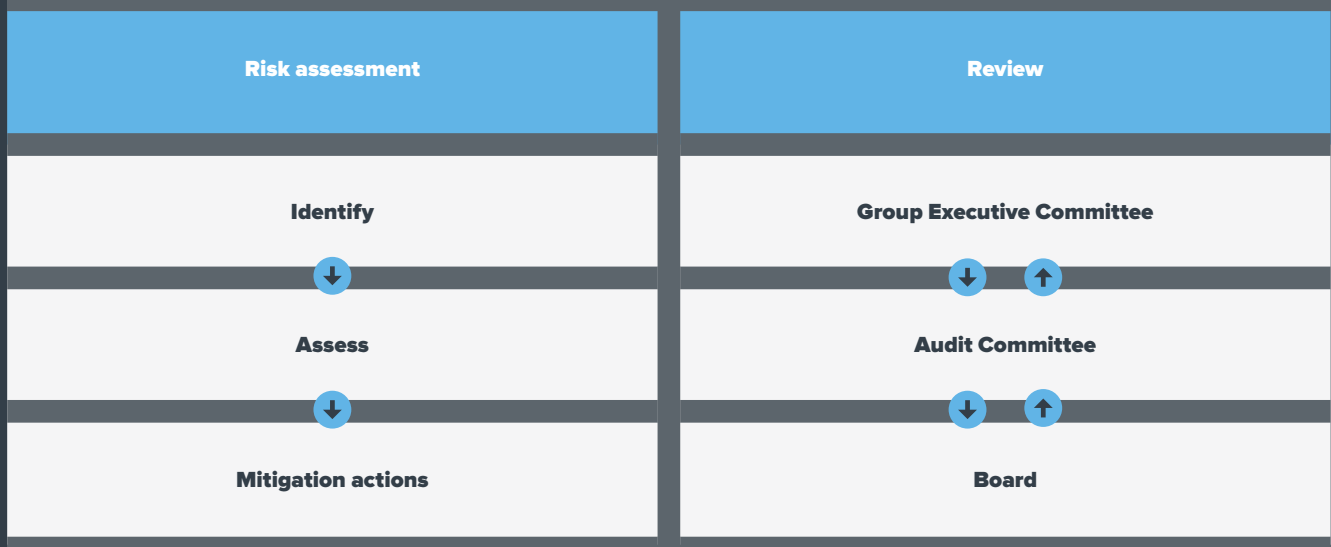 Risk assessment
Identify
Assess
Mitigation actions
Review
Group Executive Committee
Audit Committee
Board